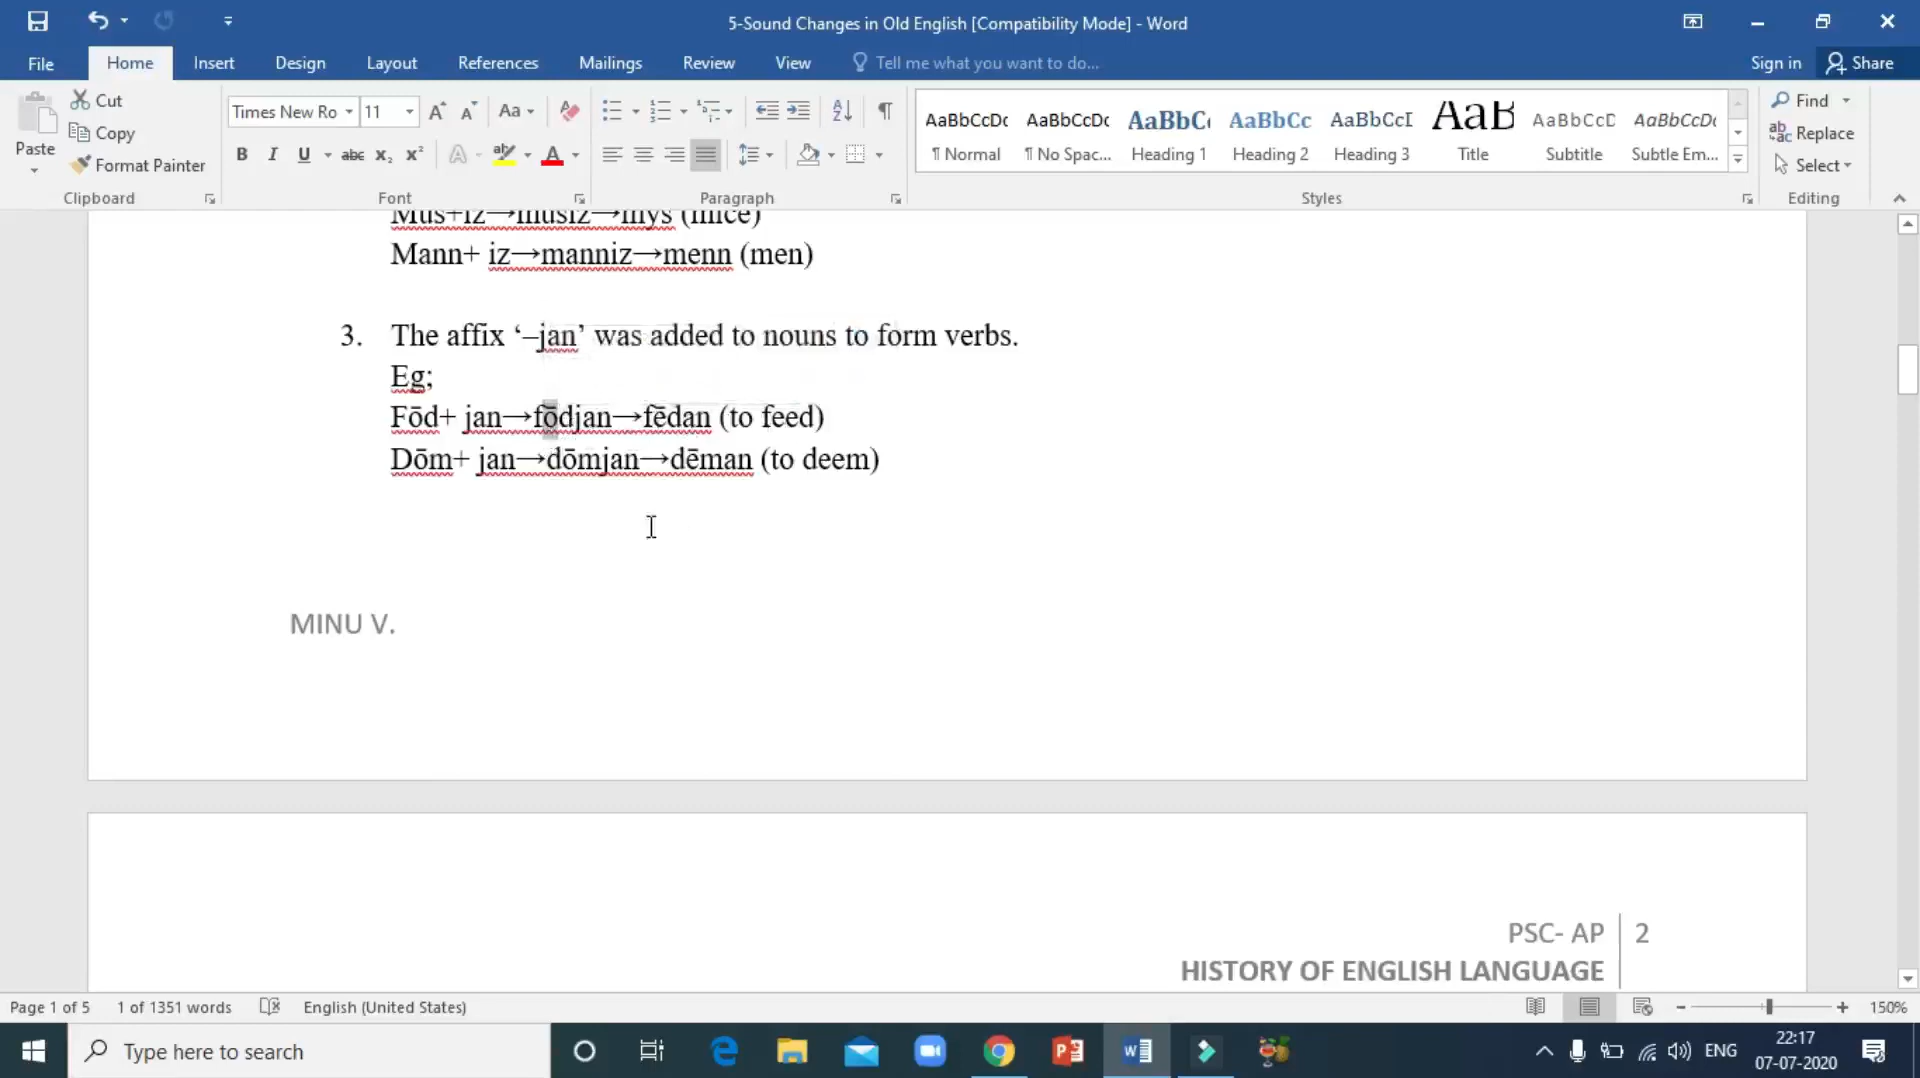 5-Sound Changes in Old English [Compatibility Mode] - Word
File Home Insert Design Layout References Mailings Review View Tell me what you want to do... Sign in Share
Paste
Cut
Copy
Format Painter
Clipboard
Times New Ro 11
Font
Paragraph
AaBbCcDc AaBbCcDc AaBbC AaBbCc AaBbCcI AaB AaBbCcD AaBbCcDc
¶ Normal ¶ No Spac... Heading 1 Heading 2 Heading 3 Title Subtitle Subtle Em...
Styles
Find
Replace
Select
Editing
Mann+ iz→manniz→menn (men)
3. The affix ‘–jan’ was added to nouns to form verbs.
Eg;
Fōd+ jan→fōdjan→fēdan (to feed)
Dōm+ jan→dōmjan→dēman (to deem)
MINU V.
PSC- AP 2
HISTORY OF ENGLISH LANGUAGE
Page 1 of 5 1 of 1351 words English (United States) 150%
Type here to search
ENG
22:17
07-07-2020